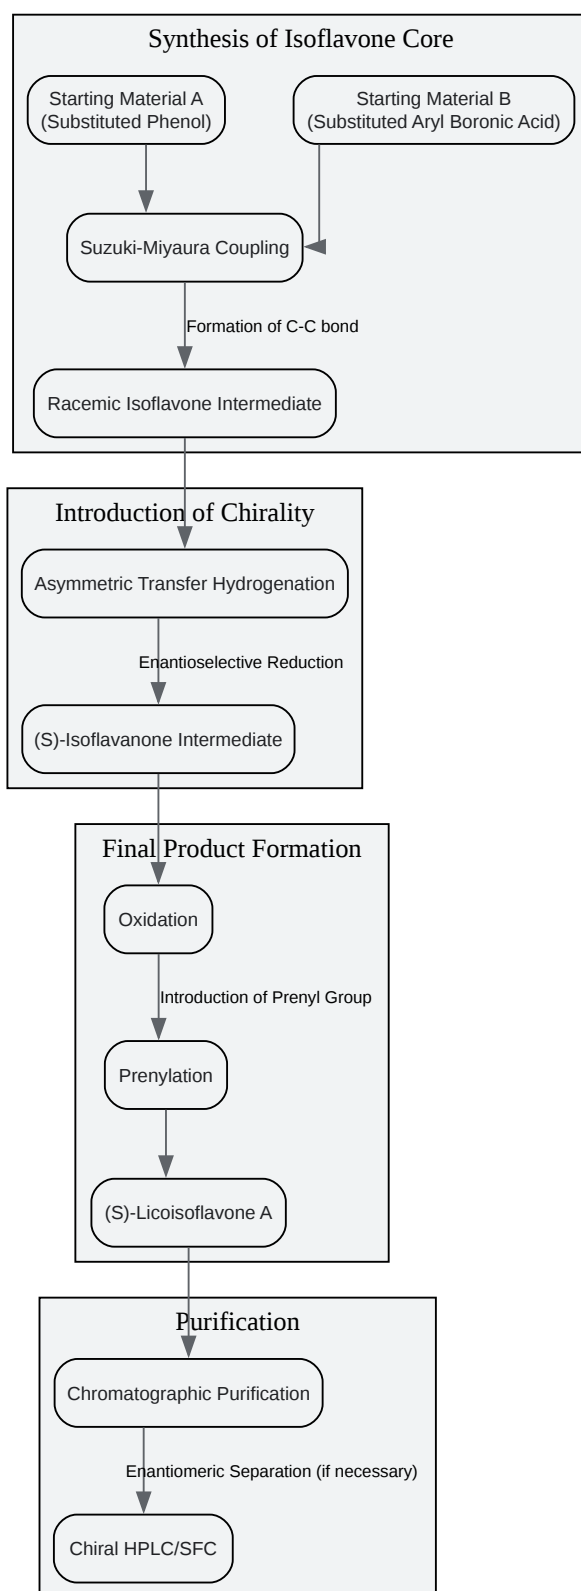 Synthesis of Isoflavone Core
Starting Material A
(Substituted Phenol)
Starting Material B
(Substituted Aryl Boronic Acid)
Suzuki-Miyaura Coupling
Formation of C-C bond
Racemic Isoflavone Intermediate
Introduction of Chirality
Asymmetric Transfer Hydrogenation
Enantioselective Reduction
(S)-Isoflavanone Intermediate
Final Product Formation
Oxidation
Introduction of Prenyl Group
Prenylation
(S)-Licoisoflavone A
Purification
Chromatographic Purification
Enantiomeric Separation (if necessary)
Chiral HPLC/SFC